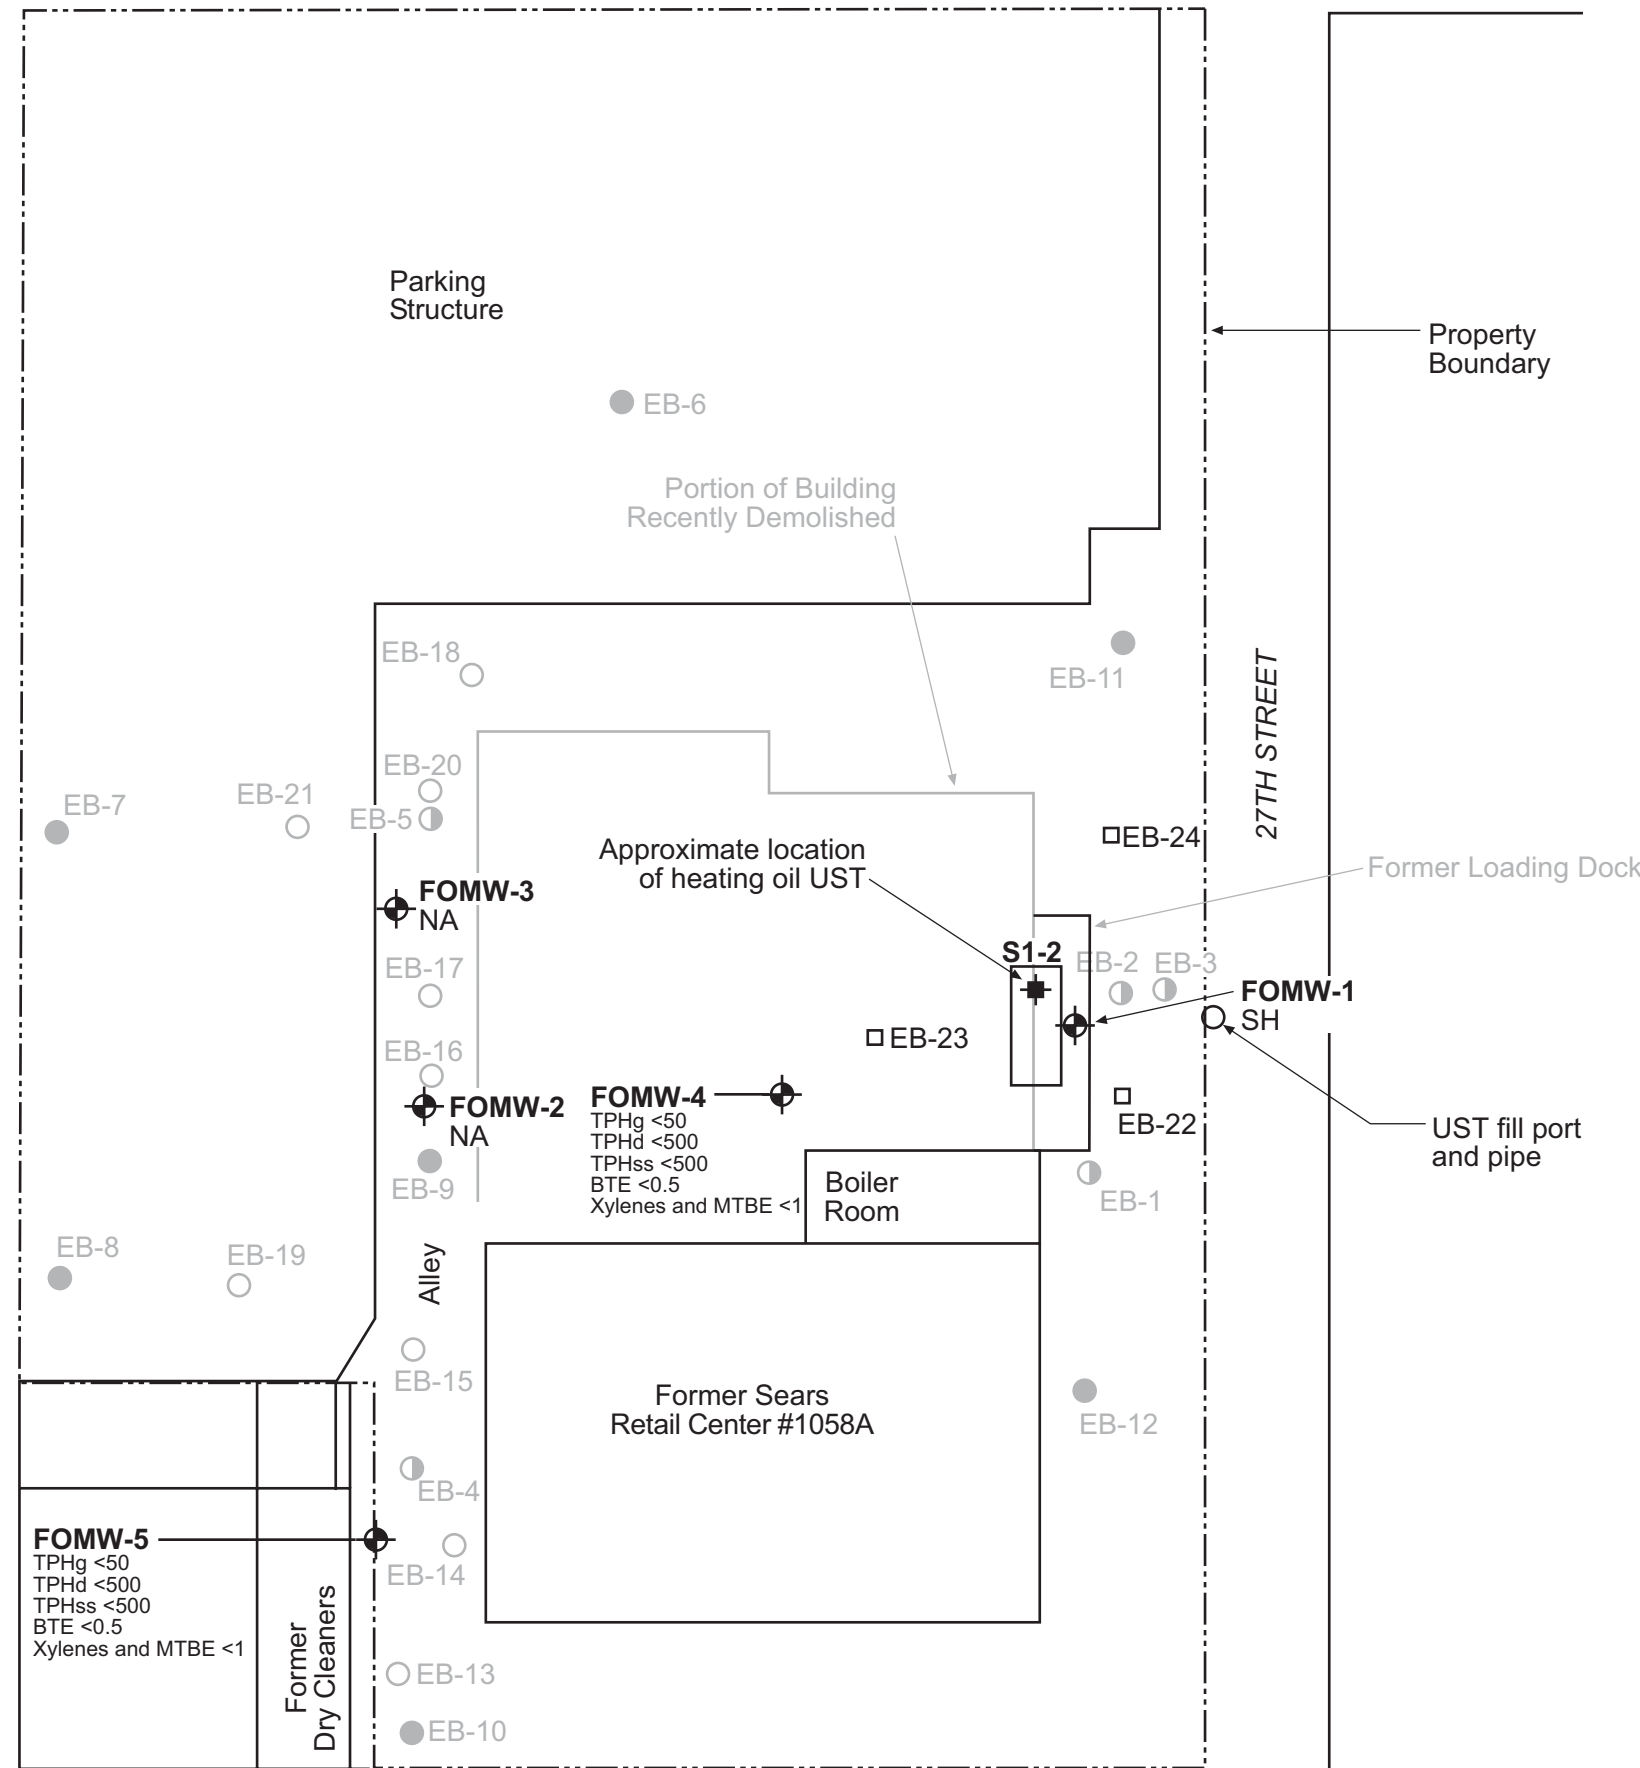 Parking
Structure
Property
Boundary
EB-6
Portion of Building
Recently Demolished
EB-18
EB-11
27TH STREET
EB-20
EB-21
EB-7
EB-5
EB-24
Approximate location
of heating oil UST
Former Loading Dock
FOMW-3
NA
S1-2
EB-2
EB-3
EB-17
FOMW-1
SH
EB-23
EB-16
FOMW-4
TPHg <50
TPHd <500
TPHss <500
BTE <0.5
Xylenes and MTBE <1
FOMW-2
NA
EB-22
UST fill port
and pipe
EB-9
Boiler
Room
EB-1
EB-8
EB-19
Alley
EB-15
Former Sears
Retail Center #1058A
EB-12
EB-4
FOMW-5
TPHg <50
TPHd <500
TPHss <500
BTE <0.5
Xylenes and MTBE <1
EB-14
Former
Dry Cleaners
EB-13
EB-10